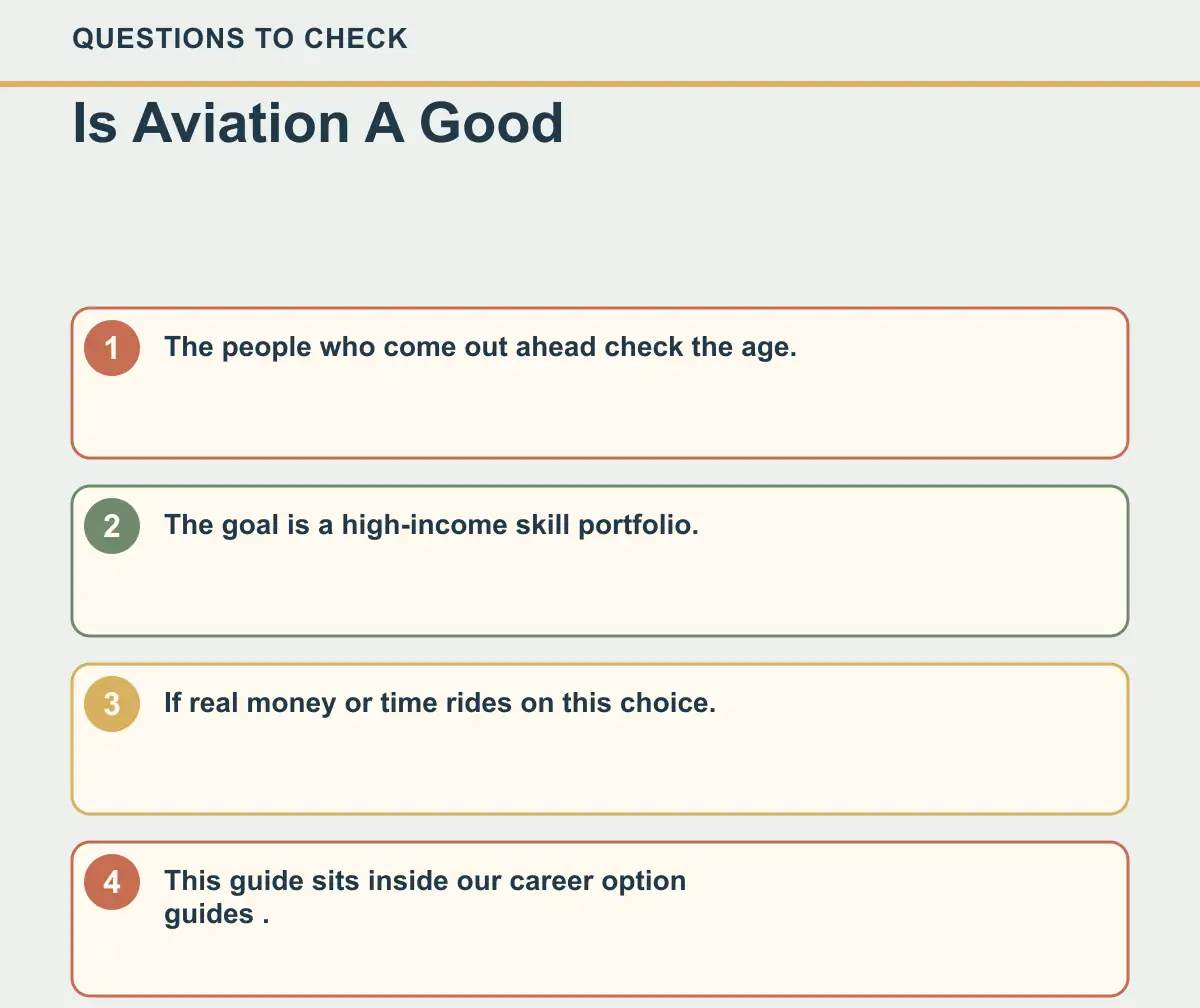 QUESTIONS TO CHECK
Is Aviation A Good
1
The people who come out ahead check the age.
2
The goal is a high-income skill portfolio.
3
If real money or time rides on this choice.
4
This guide sits inside our career option
guides .